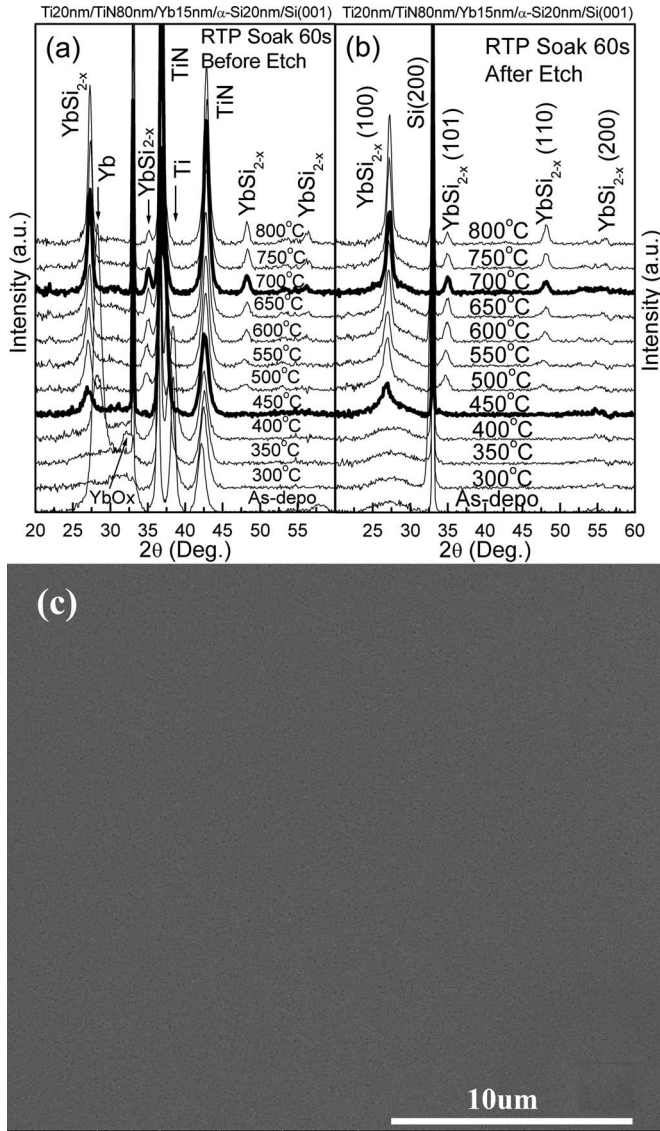 Ti20nm/TiN80nm/Yb15nm/α-Si20nm/Si(001)
Ti20nm/TiN80nm/Yb15nm/α-Si20nm/Si(001)
(a)
RTP Soak 60s
Before Etch
YbSi2-x
Yb
YbSi2-x
TiN
Ti
TiN
YbSi2-x
YbSi2-x
800°C
750°C
700°C
650°C
600°C
550°C
500°C
450°C
400°C
350°C
300°C
As-depo
YbOx
Intensity (a.u.)
20 25 30 35 40 45 50 55
2θ (Deg.)
(b)
RTP Soak 60s
After Etch
YbSi2-x (100)
Si(200)
YbSi2-x (101)
YbSi2-x (110)
YbSi2-x (200)
800°C
750°C
700°C
650°C
600°C
550°C
500°C
450°C
400°C
350°C
300°C
As-depo
Intensity (a.u.)
25 30 35 40 45 50 55 60
2θ (Deg.)
(c)
10um